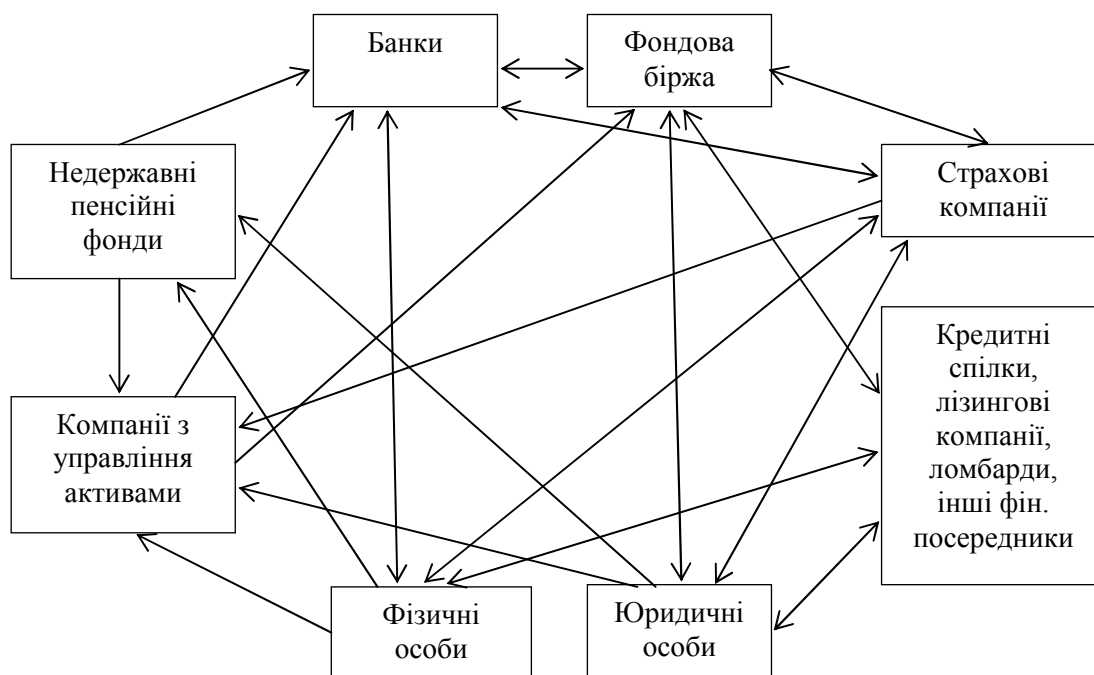 Банки
Фондова
біржа
Недержавні
пенсійні
фонди
Страхові
компанії
Компанії з
управління
активами
Кредитні
спілки,
лізингові
компанії,
ломбарди,
інші фін.
посередники
Фізичні
особи
Юридичні
особи